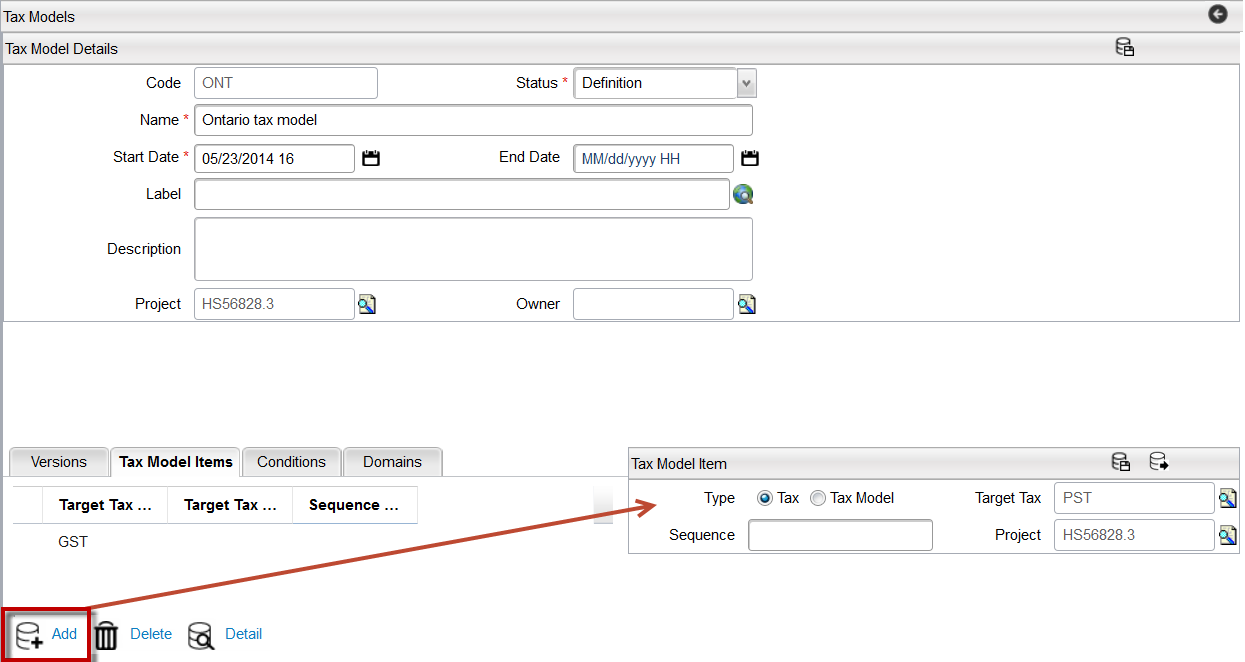 Tax Models
Tax Model Details
Code ONT Status * Definition
Name * Ontario tax model
Start Date * 05/23/2014 16 End Date MM/dd/yyyy HH
Label
Description
Project HS56828.3 Owner
Versions Tax Model Items Conditions Domains
Target Tax ... Target Tax ... Sequence ...
GST
Tax Model Item
Type Tax Tax Model Target Tax PST
Sequence Project HS56828.3
Add Delete Detail